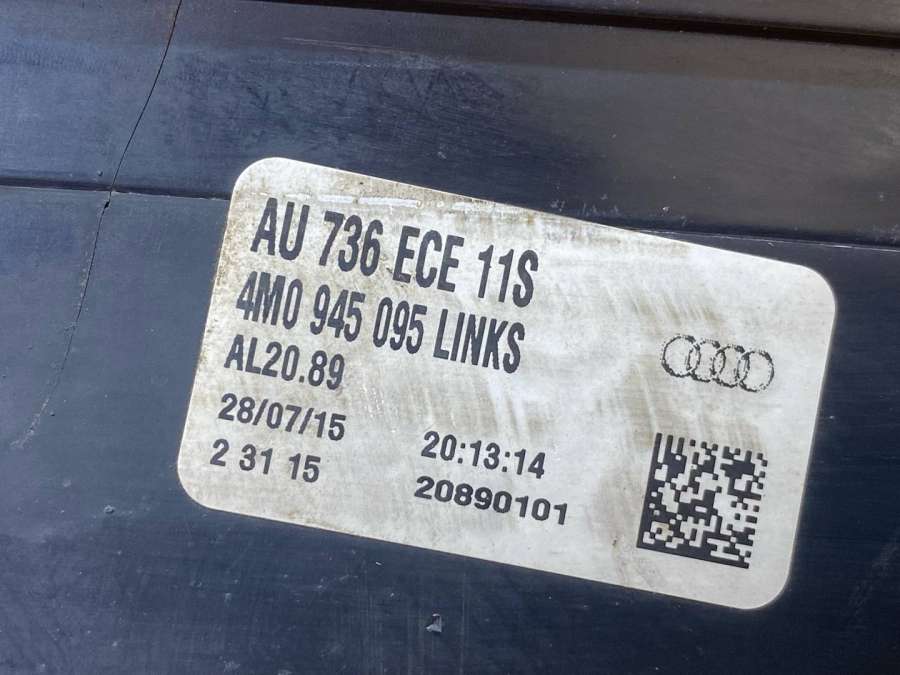 AU 736 ECE 11S
4M0 945 095 LINKS
AL20.89
28/07/15 20:13:14
2 31 15 20890101